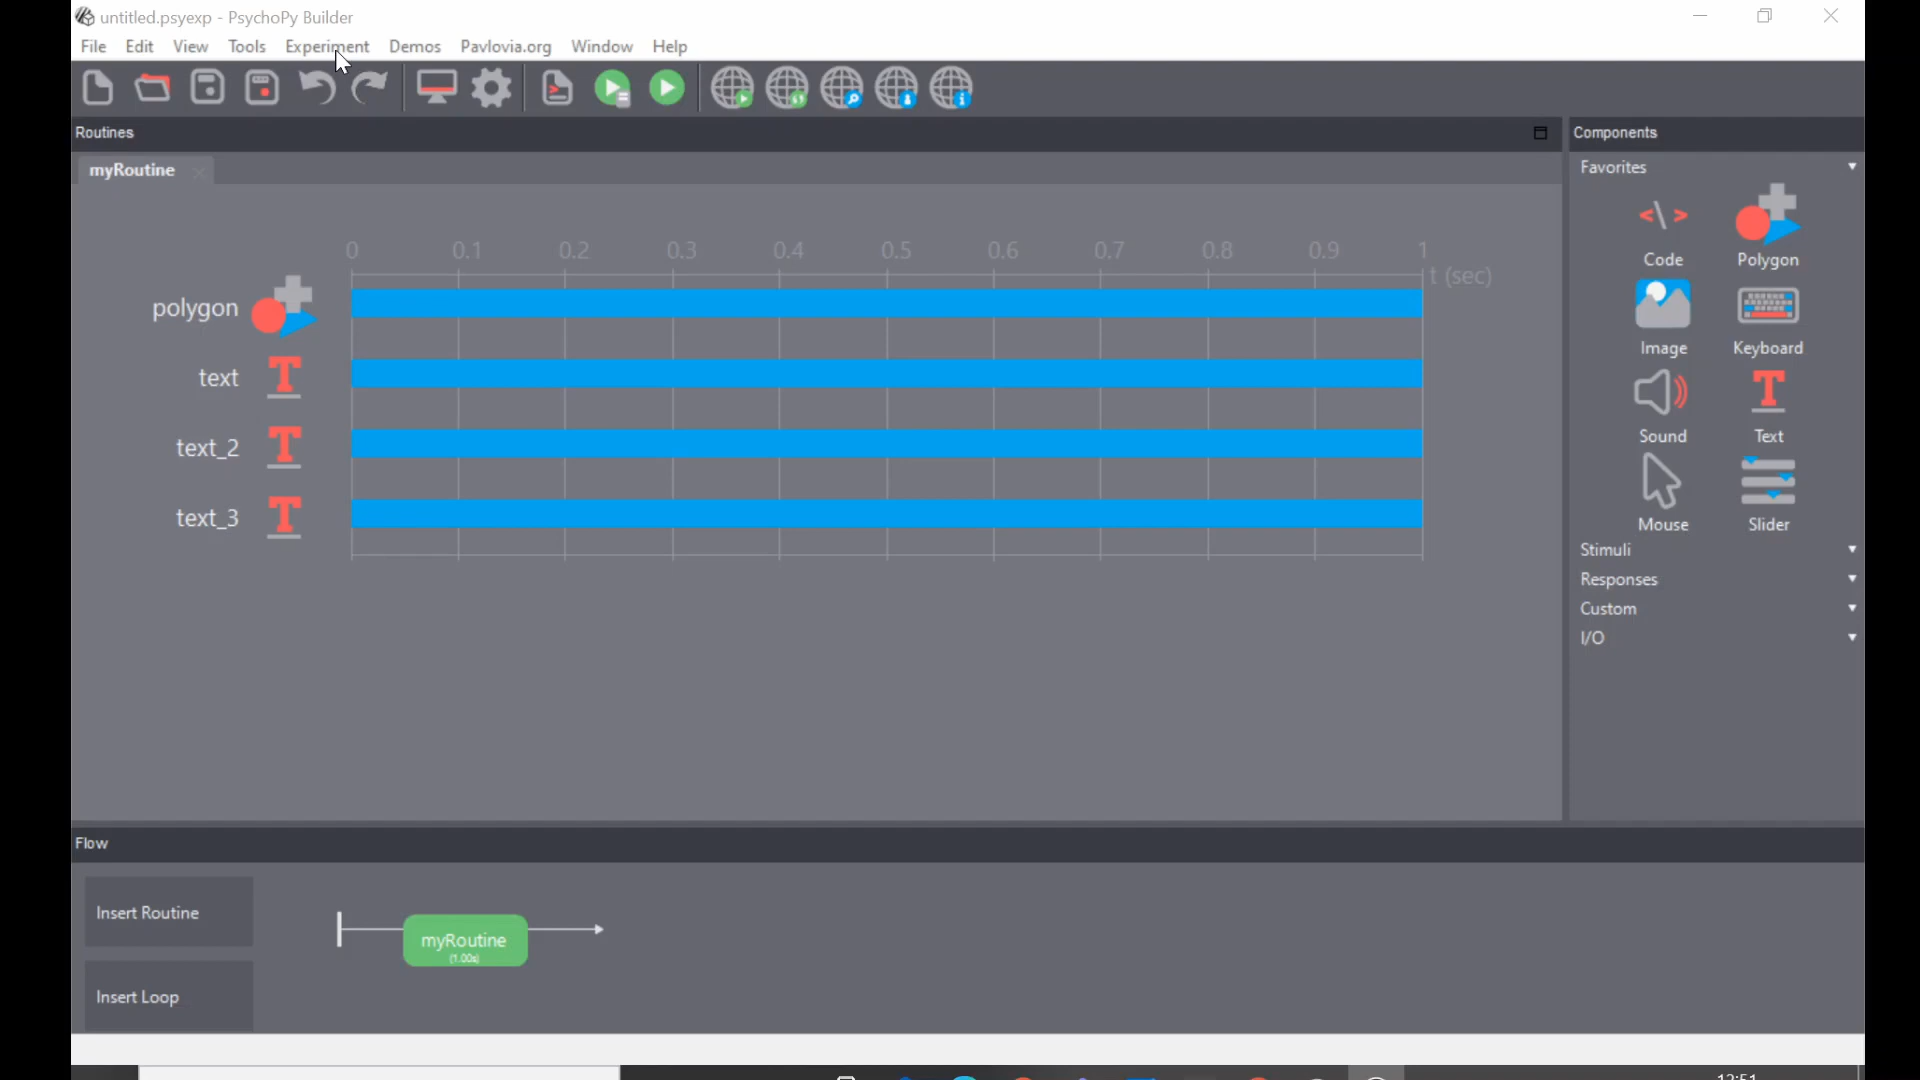 untitled.psyexp - PsychoPy Builder
File Edit View Tools Experiment Demos Pavlovia.org Window Help
Routines
Components
myRoutine
Favorites
Code
Polygon
Image
Keyboard
Sound
Text
Mouse
Slider
Stimuli
Responses
Custom
I/O
0 0.1 0.2 0.3 0.4 0.5 0.6 0.7 0.8 0.9 1
t (sec)
polygon
text
text_2
text_3
Flow
Insert Routine
myRoutine
(1.00s)
Insert Loop